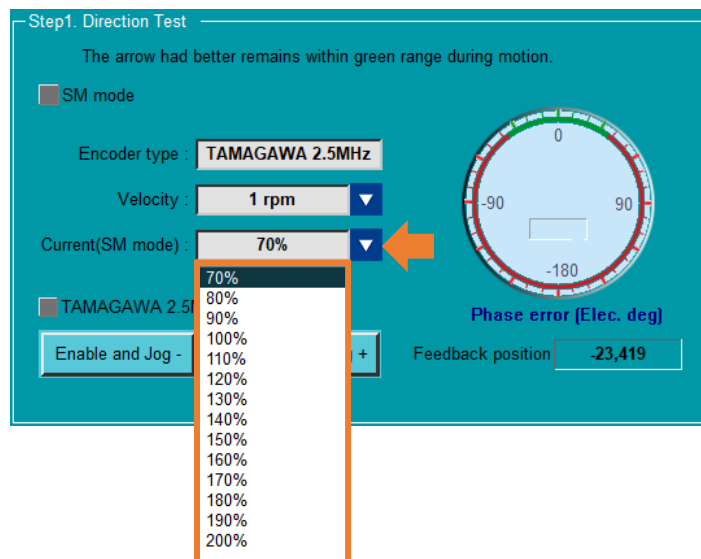 Step1. Direction Test
The arrow had better remains within green range during motion.
SM mode
Encoder type : TAMAGAWA 2.5MHz
Velocity : 1 rpm
Current(SM mode) : 70%
70%
80%
90%
100%
110%
120%
130%
140%
150%
160%
170%
180%
190%
200%
TAMAGAWA 2.5
Enable and Jog -
+
0
-90
90
-180
Phase error (Elec. deg)
Feedback position -23,419